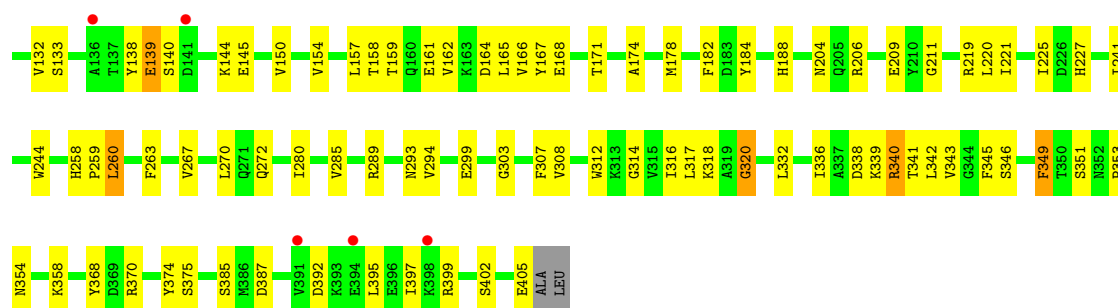 V132 S133 A136 T137 Y138 E139 S140 D141 K144 E145 V150 V154 L157 T158 T159 Q160 E161 V162 K163 D164 L165 V166 Y167 E168 T171 A174 M178 F182 D183 Y184 H188 N204 Q205 R206 E209 Y210 G211 R219 L220 I221 I225 D226 H227
W244 H258 P259 L260 F263 V267 L270 Q271 Q272 I280 V285 R289 N293 V294 E299 G303 F307 V308 W312 K313 G314 V315 I316 L317 K318 A319 G320 L332 I336 A337 D338 K339 R340 T341 L342 V343 G344 F345 S346 F349 T350 S351 N352
N354 K358 Y368 D369 R370 Y374 S375 S385 M386 D387 V391 D392 K393 E394 L395 E396 I397 K398 R399 S402 E405 ALA LEU